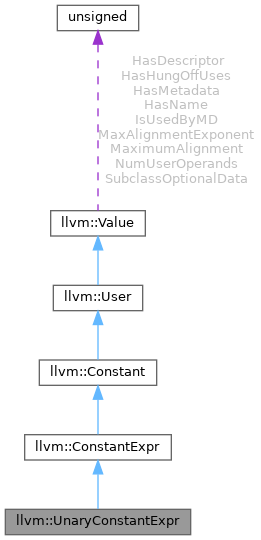 unsigned
HasDescriptor
HasHungOffUses
HasMetadata
HasName
IsUsedByMD
MaxAlignmentExponent
MaximumAlignment
NumUserOperands
SubclassOptionalData
llvm::Value
llvm::User
llvm::Constant
llvm::ConstantExpr
llvm::UnaryConstantExpr